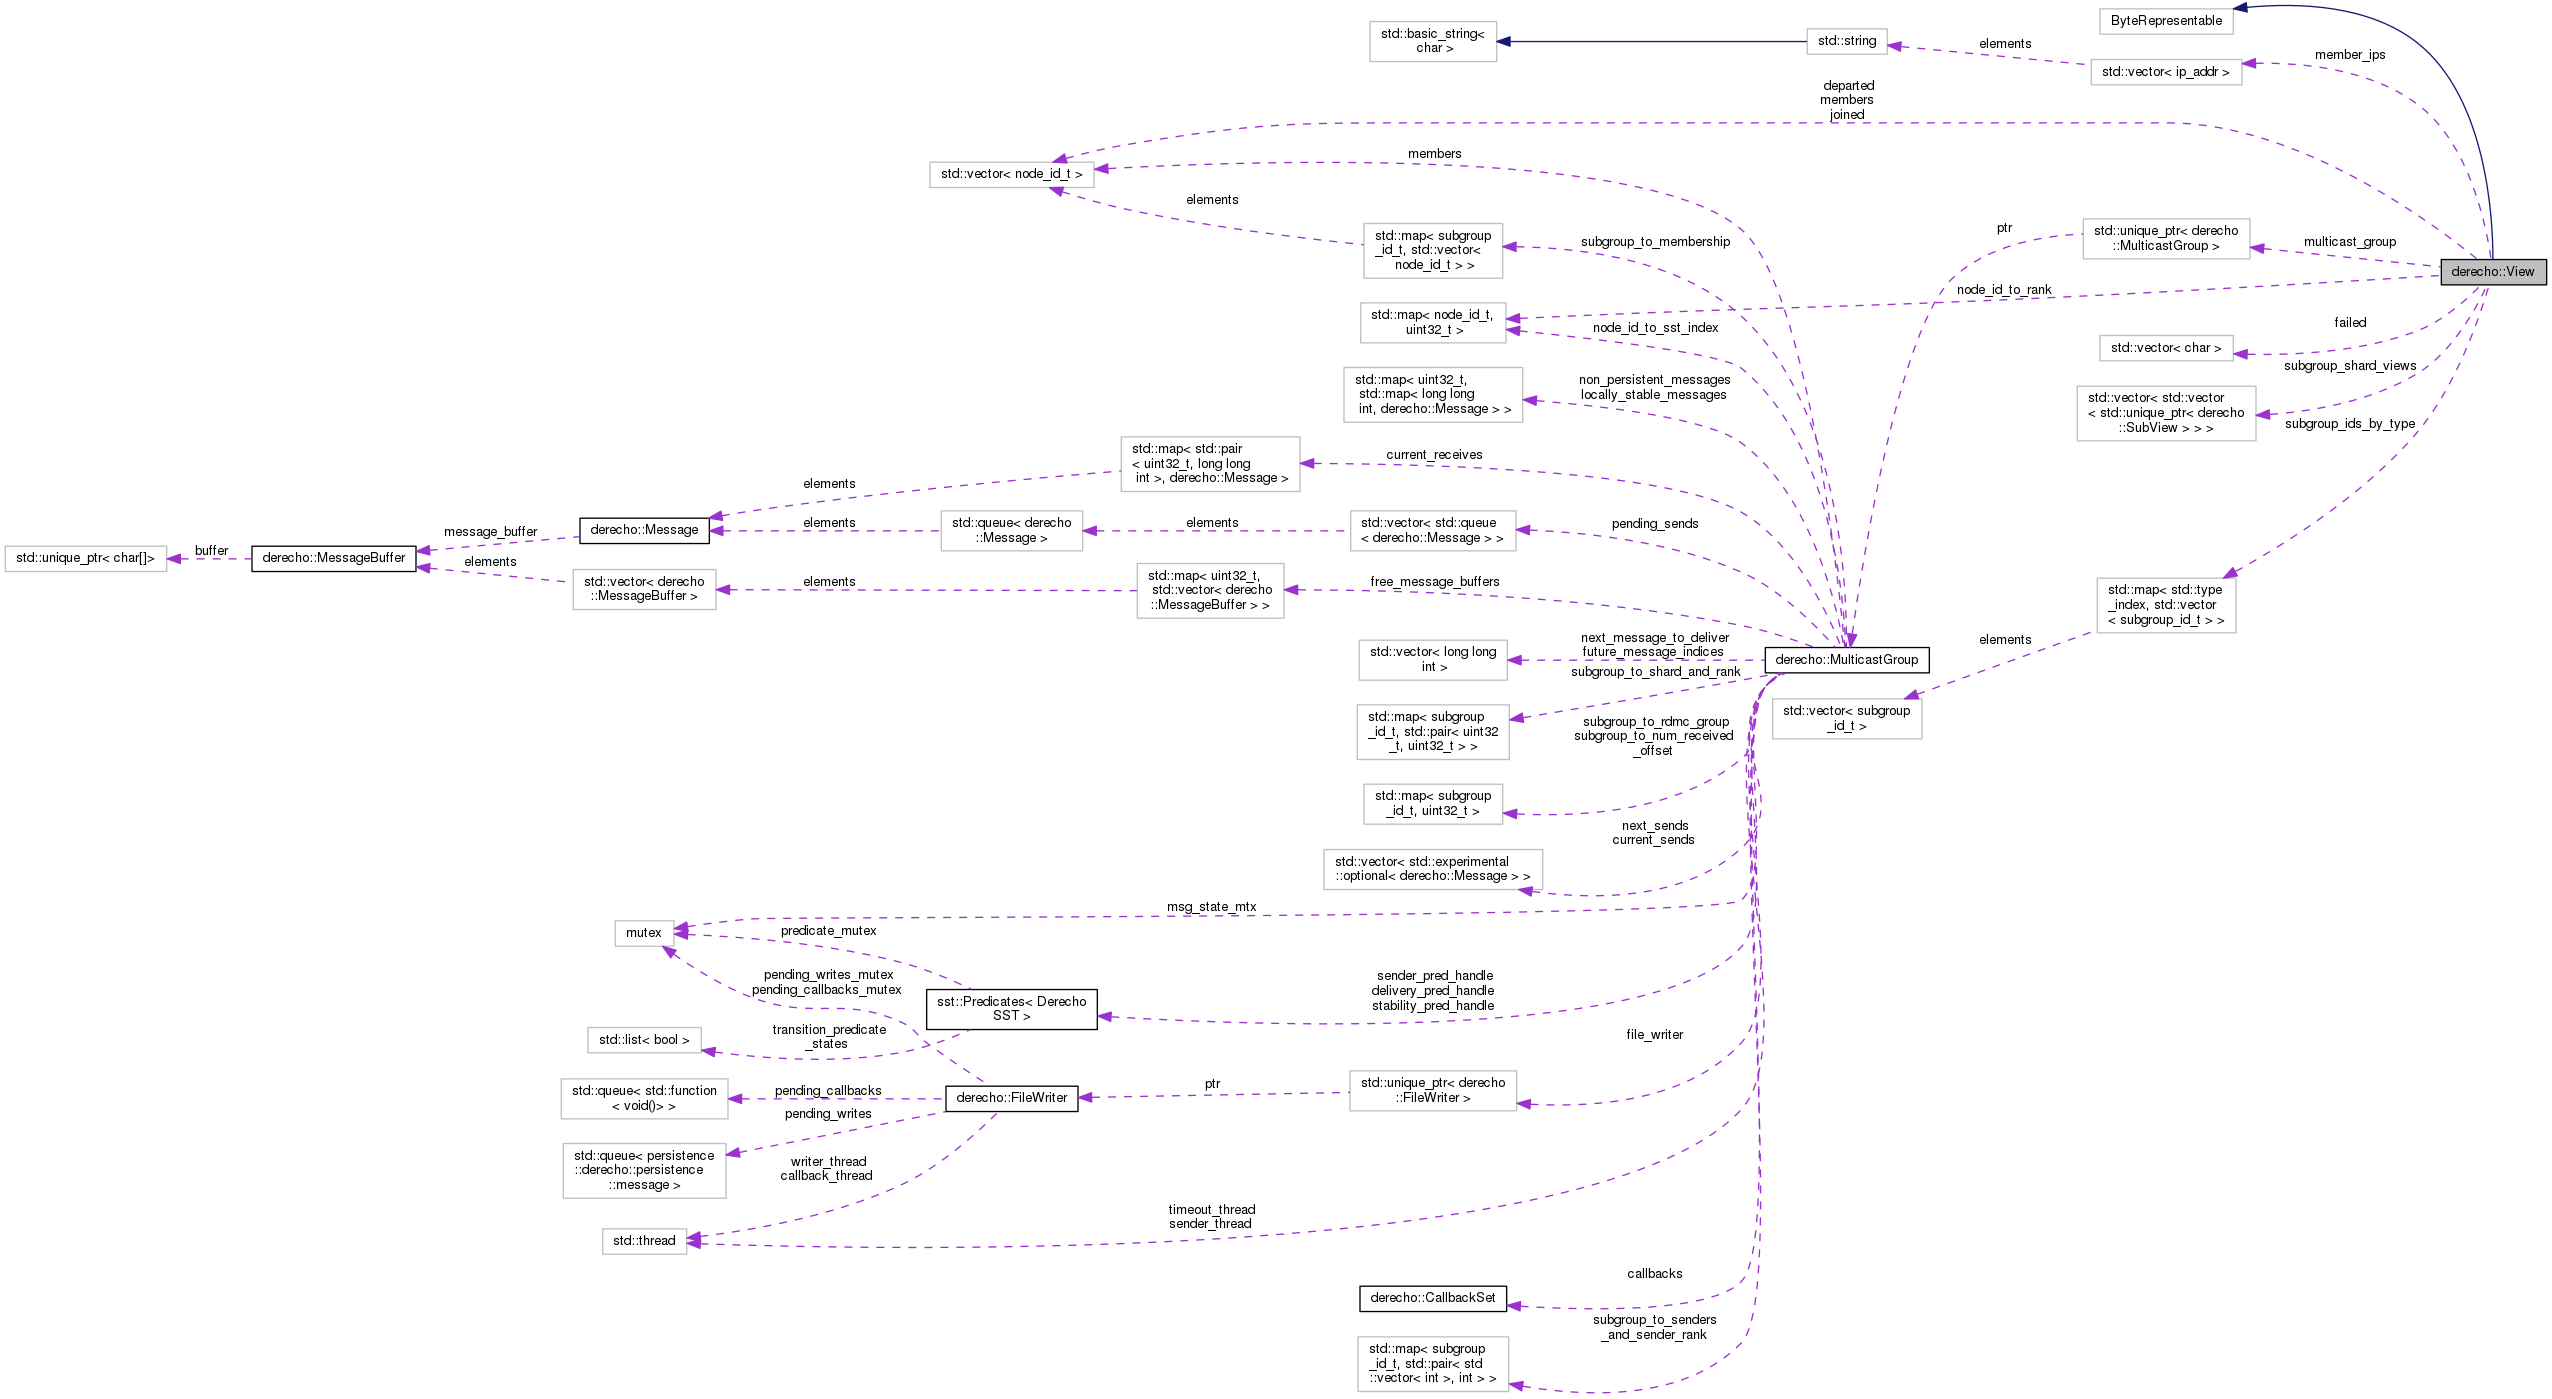 ByteRepresentable
std::basic_string<
char >
std::string
elements
member_ips
std::vector< ip_addr >
departed
members
joined
members
std::vector< node_id_t >
elements
std::map< subgroup
_id_t, std::vector<
node_id_t > >
subgroup_to_membership
ptr
std::unique_ptr< derecho
::MulticastGroup >
multicast_group
derecho::View
node_id_to_rank
std::map< node_id_t,
uint32_t >
node_id_to_sst_index
failed
std::vector< char >
subgroup_shard_views
std::map< uint32_t,
std::map< long long
int, derecho::Message > >
non_persistent_messages
locally_stable_messages
std::vector< std::vector
< std::unique_ptr< derecho
::SubView > > >
subgroup_ids_by_type
std::map< std::pair
< uint32_t, long long
int >, derecho::Message >
current_receives
elements
derecho::Message
elements
std::queue< derecho
::Message >
elements
std::vector< std::queue
< derecho::Message > >
pending_sends
message_buffer
std::unique_ptr< char[]>
buffer
derecho::MessageBuffer
elements
std::vector< derecho
::MessageBuffer >
elements
std::map< uint32_t,
std::vector< derecho
::MessageBuffer > >
free_message_buffers
std::map< std::type
_index, std::vector
< subgroup_id_t > >
elements
std::vector< long long
int >
next_message_to_deliver
future_message_indices
derecho::MulticastGroup
subgroup_to_shard_and_rank
std::map< subgroup
_id_t, std::pair< uint32
_t, uint32_t > >
std::vector< subgroup
_id_t >
subgroup_to_rdmc_group
subgroup_to_num_received
_offset
std::map< subgroup
_id_t, uint32_t >
next_sends
current_sends
std::vector< std::experimental
::optional< derecho::Message > >
msg_state_mtx
mutex
predicate_mutex
pending_writes_mutex
pending_callbacks_mutex
sst::Predicates< Derecho
SST >
sender_pred_handle
delivery_pred_handle
stability_pred_handle
transition_predicate
_states
std::list< bool >
file_writer
std::queue< std::function
< void()> >
pending_callbacks
derecho::FileWriter
ptr
std::unique_ptr< derecho
::FileWriter >
pending_writes
std::queue< persistence
::derecho::persistence
::message >
writer_thread
callback_thread
std::thread
timeout_thread
sender_thread
callbacks
derecho::CallbackSet
subgroup_to_senders
_and_sender_rank
std::map< subgroup
_id_t, std::pair< std
::vector< int >, int > >